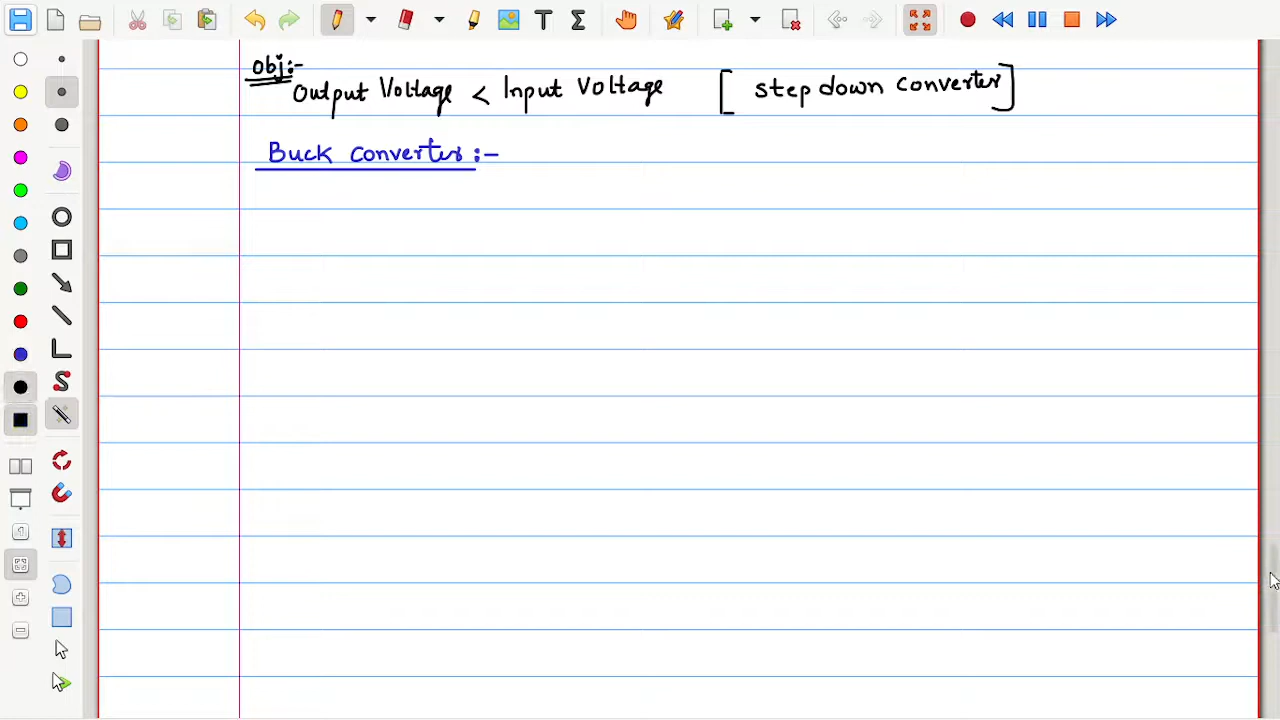 Obj:-
Output Voltage < Input Voltage [ step down converter ]
Buck Converter :-